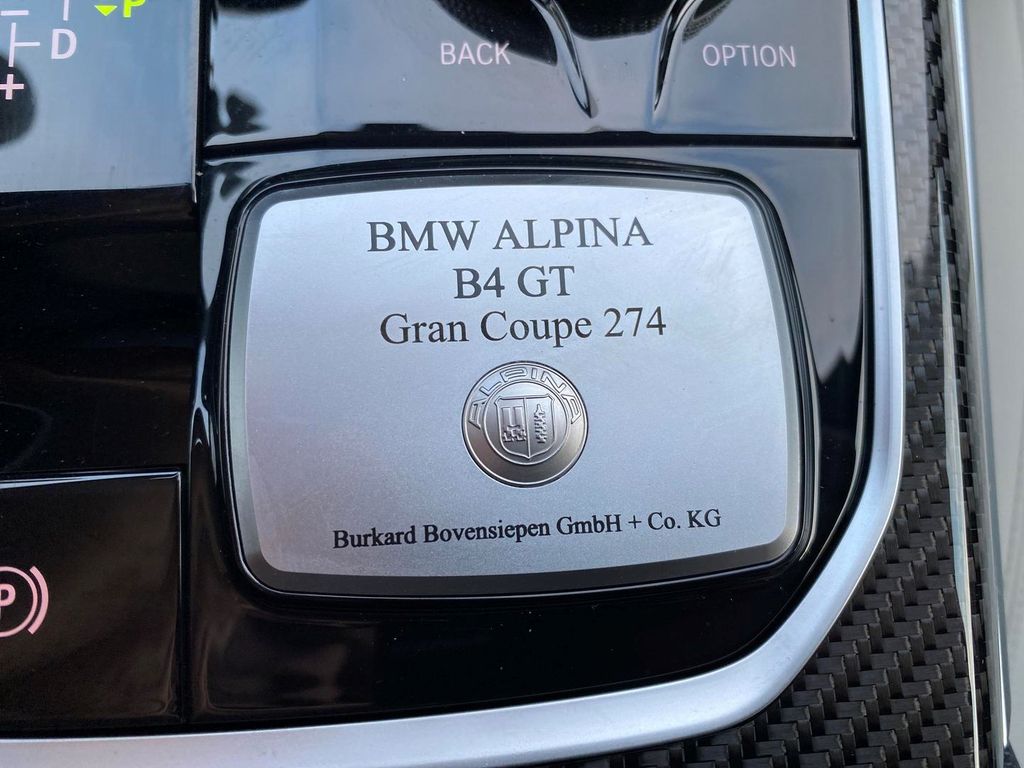 P
D
+
BACK
OPTION
BMW ALPINA
B4 GT
Gran Coupe 274
ALPINA
Burkard Bovensiepen GmbH + Co. KG
P